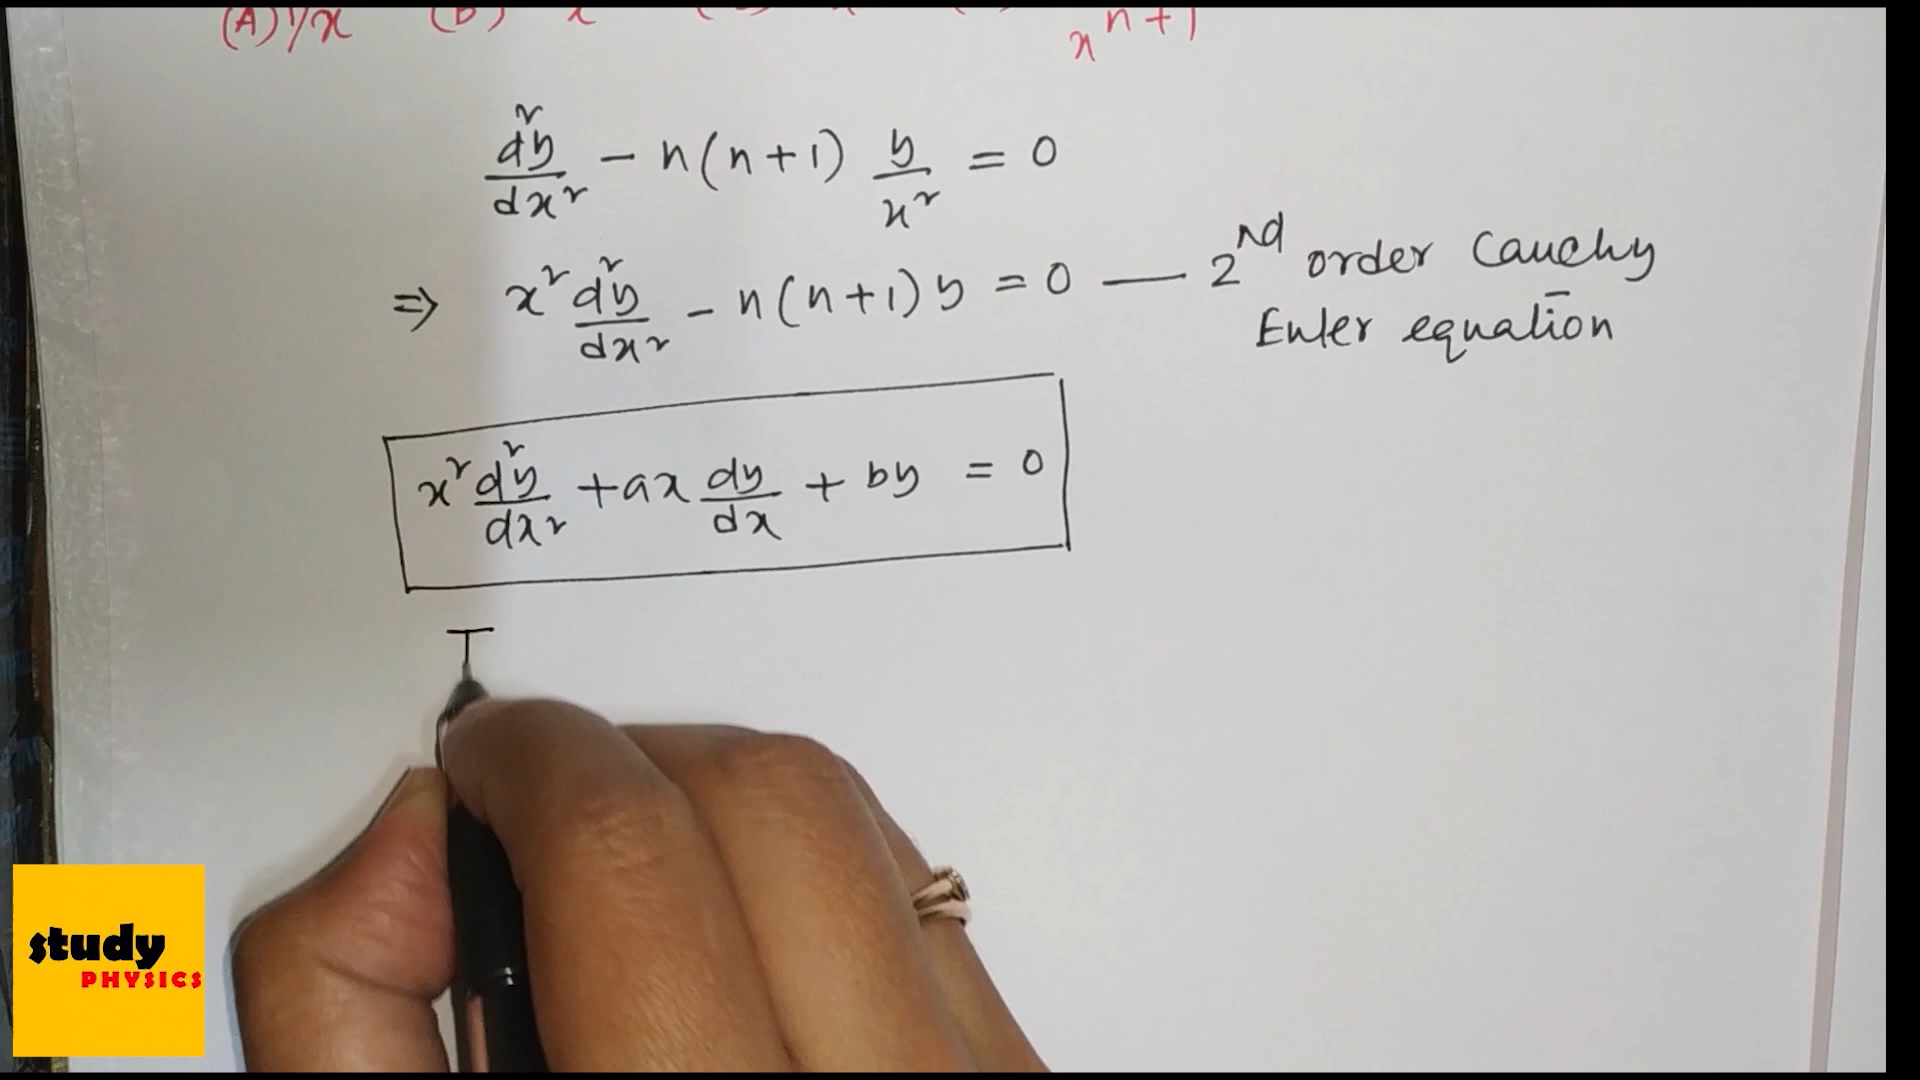 (A) 1/x (B) x x^{n+1}
d²y/dx² - n(n+1) y/x² = 0
⇒ x² d²y/dx² - n(n+1) y = 0 — 2nd order Cauchy
Euler equation
x² d²y/dx² + ax dy/dx + by = 0
T
study
PHYSICS